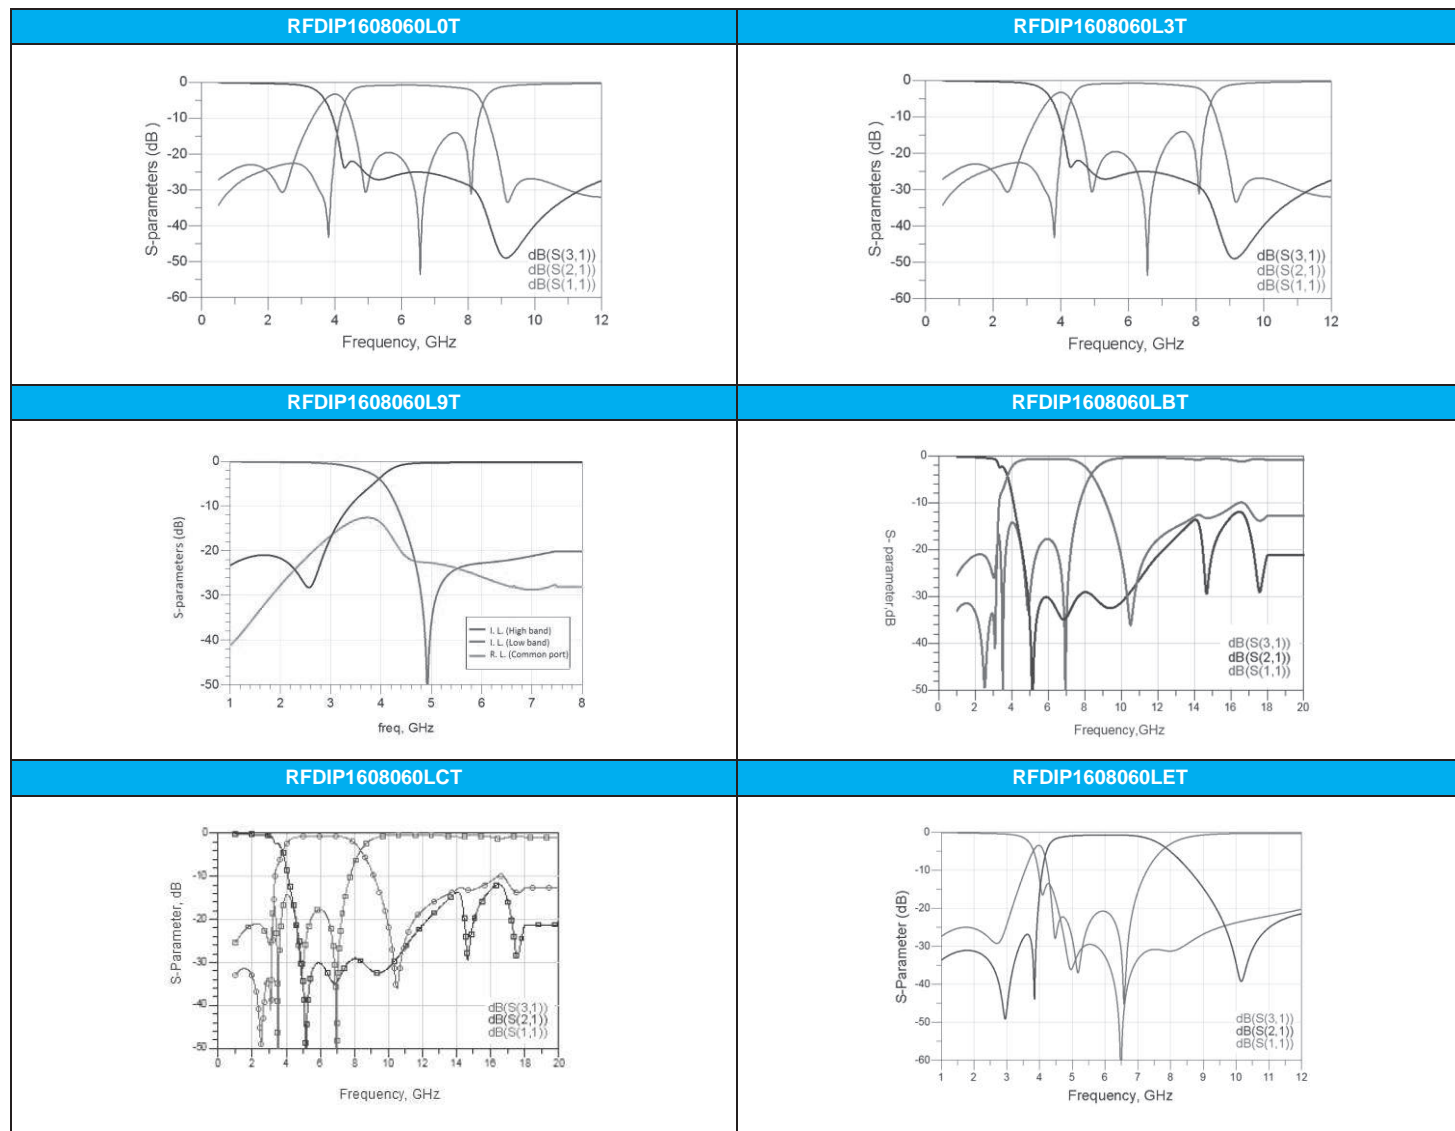 RFDIP1608060L0T
0
-10
-20
-30
-40
-50
-60
S-parameters (dB)
dB(S(3,1))
dB(S(2,1))
dB(S(1,1))
0 2 4 6 8 10 12
Frequency, GHz
RFDIP1608060L3T
0
-10
-20
-30
-40
-50
-60
S-parameters (dB )
dB(S(3,1))
dB(S(2,1))
dB(S(1,1))
0 2 4 6 8 10 12
Frequency, GHz
RFDIP1608060L9T
0
-10
-20
-30
-40
-50
S-parameters (dB)
I. L. (High band)
I. L. (Low band)
R. L. (Common port)
1 2 3 4 5 6 7 8
freq, GHz
RFDIP1608060LBT
0
-10
-20
-30
-40
-50
S- parameter,dB
dB(S(3,1))
dB(S(2,1))
dB(S(1,1))
0 2 4 6 8 10 12 14 16 18 20
Frequency,GHz
RFDIP1608060LCT
0
-10
-20
-30
-40
-50
S-Parameter, dB
dB(S(3,1))
dB(S(2,1))
dB(S(1,1))
0 2 4 6 8 10 12 14 16 18 20
Frequency, GHz
RFDIP1608060LET
0
-10
-20
-30
-40
-50
-60
S-Parameter (dB)
dB(S(3,1))
dB(S(2,1))
dB(S(1,1))
1 2 3 4 5 6 7 8 9 10 11 12
Frequency, GHz